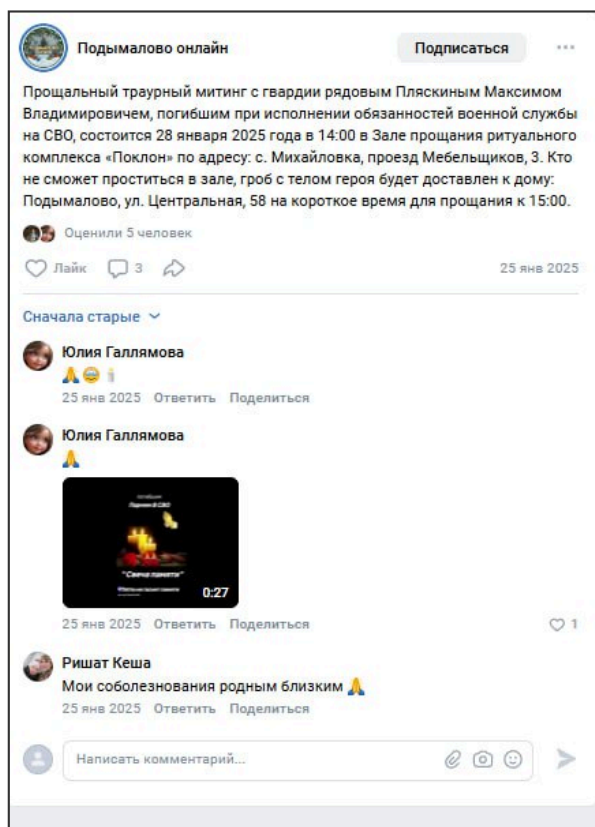 Подымалово онлайн
Подписаться
Прощальный траурный митинг с гвардии рядовым Пляскиным Максимом
Владимировичем, погибшим при исполнении обязанностей военной службы
на СВО, состоится 28 января 2025 года в 14:00 в Зале прощания ритуального
комплекса «Поклон» по адресу: с. Михайловка, проезд Мебельщиков, 3. Кто
не сможет проститься в зале, гроб с телом героя будет доставлен к дому:
Подымалово, ул. Центральная, 58 на короткое время для прощания к 15:00.
Оценили 5 человек
Лайк 3
25 янв 2025
Сначала старые
Юлия Галлямова
25 янв 2025 Ответить Поделиться
Юлия Галлямова
"Свеча памяти"
0:27
25 янв 2025 Ответить Поделиться
1
Ришат Кеша
Мои соболезнования родным близким 🙏
25 янв 2025 Ответить Поделиться
Написать комментарий...